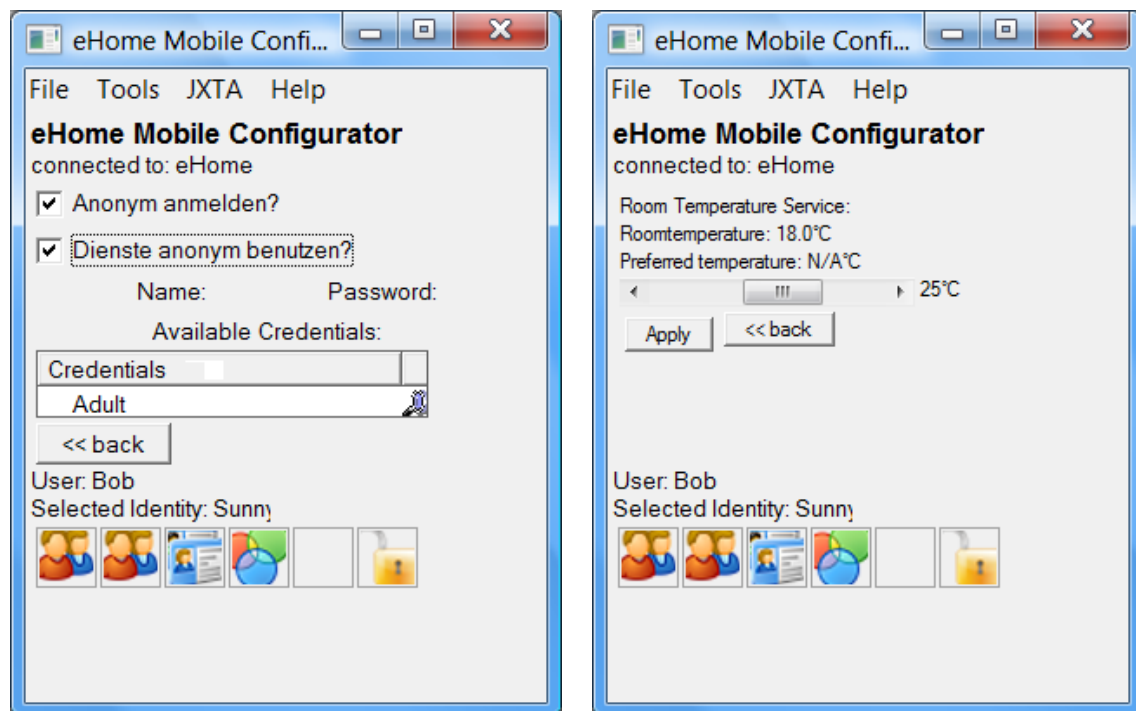 eHome Mobile Confi...
File Tools JXTA Help
eHome Mobile Configurator
connected to: eHome
Anonym anmelden?
Dienste anonym benutzen?
Name: Password:
Available Credentials:
Credentials
Adult
<< back
User: Bob
Selected Identity: Sunny
eHome Mobile Confi...
File Tools JXTA Help
eHome Mobile Configurator
connected to: eHome
Room Temperature Service:
Roomtemperature: 18.0°C
Preferred temperature: N/A°C
25°C
Apply << back
User: Bob
Selected Identity: Sunny